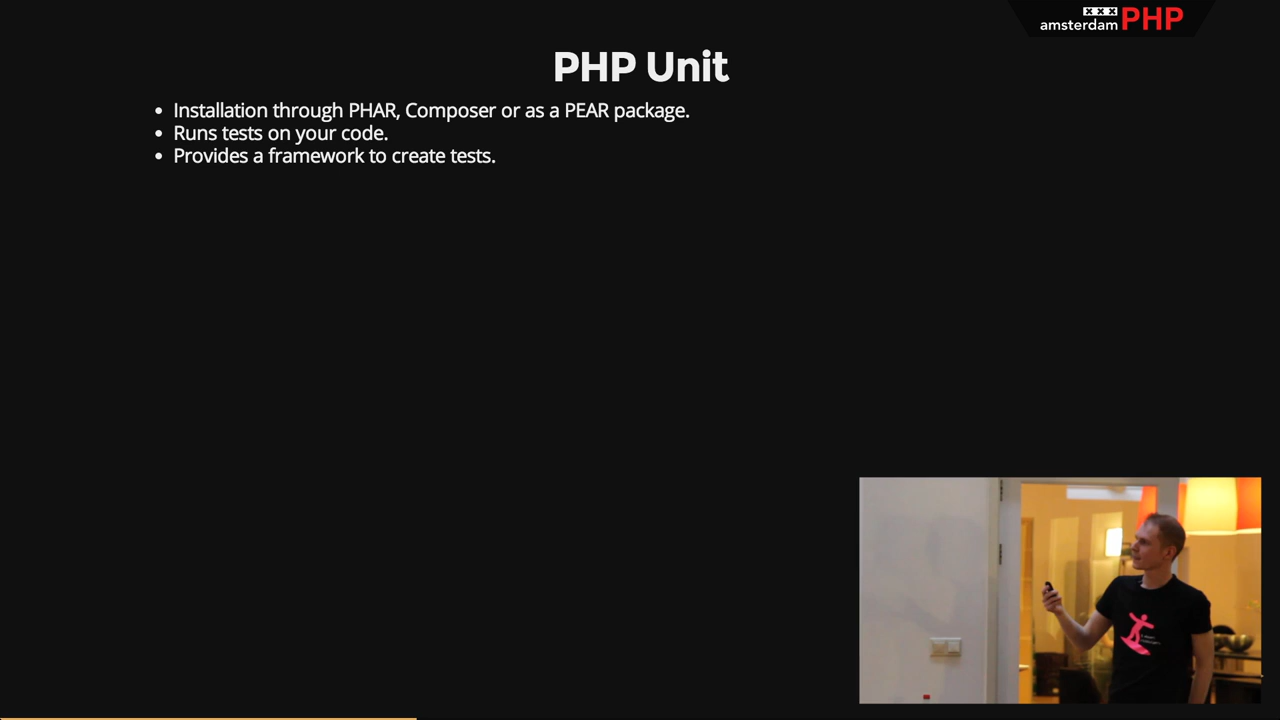 amsterdam PHP
PHP Unit
Installation through PHAR, Composer or as a PEAR package.
Runs tests on your code.
Provides a framework to create tests.